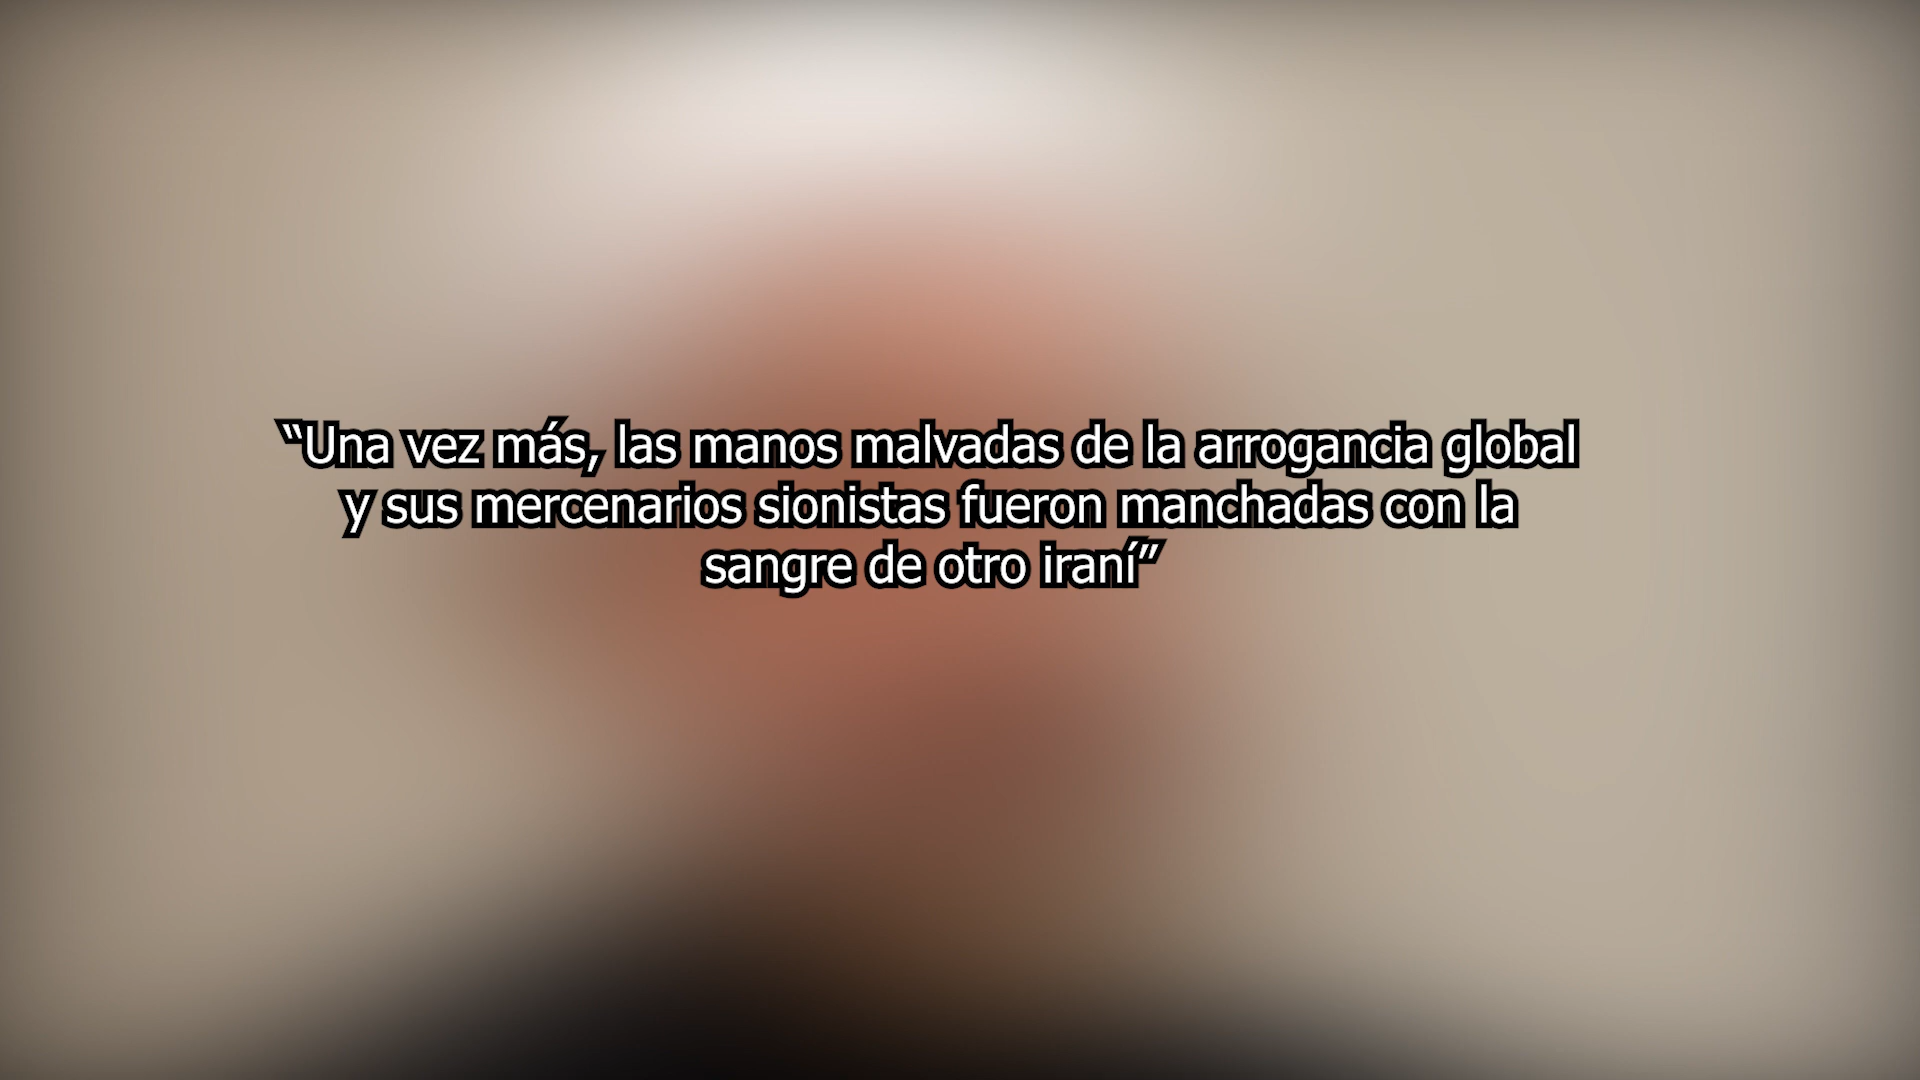 “Una vez más, las manos malvadas de la arrogancia global
y sus mercenarios sionistas fueron manchadas con la
sangre de otro iraní”